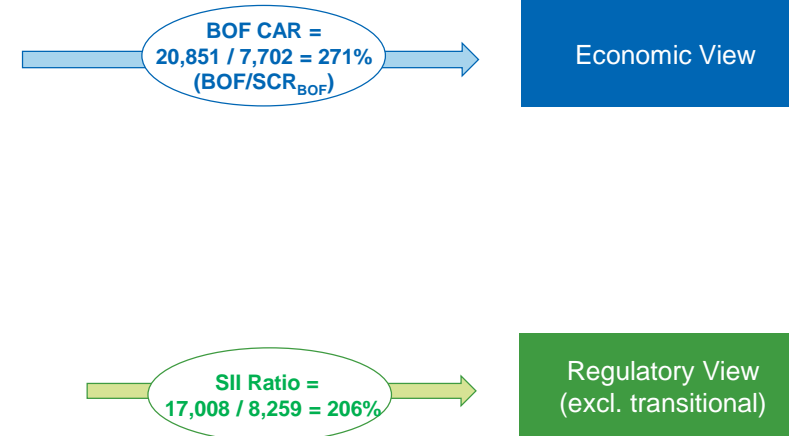 BOF CAR =
20,851 / 7,702 = 271%
(BOF/SCR_BOF)
Economic View
SII Ratio =
17,008 / 8,259 = 206%
Regulatory View
(excl. transitional)